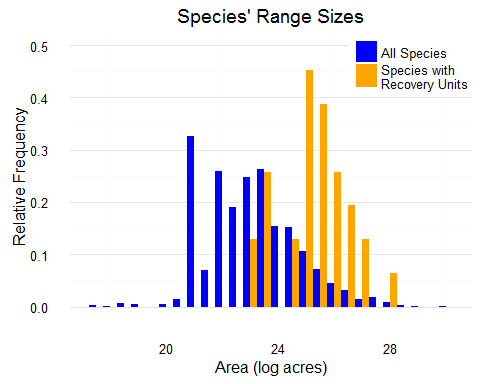 Species' Range Sizes
All Species
Species with
Recovery Units
Relative Frequency
0.5
0.4
0.3
0.2
0.1
0.0
20
24
28
Area (log acres)